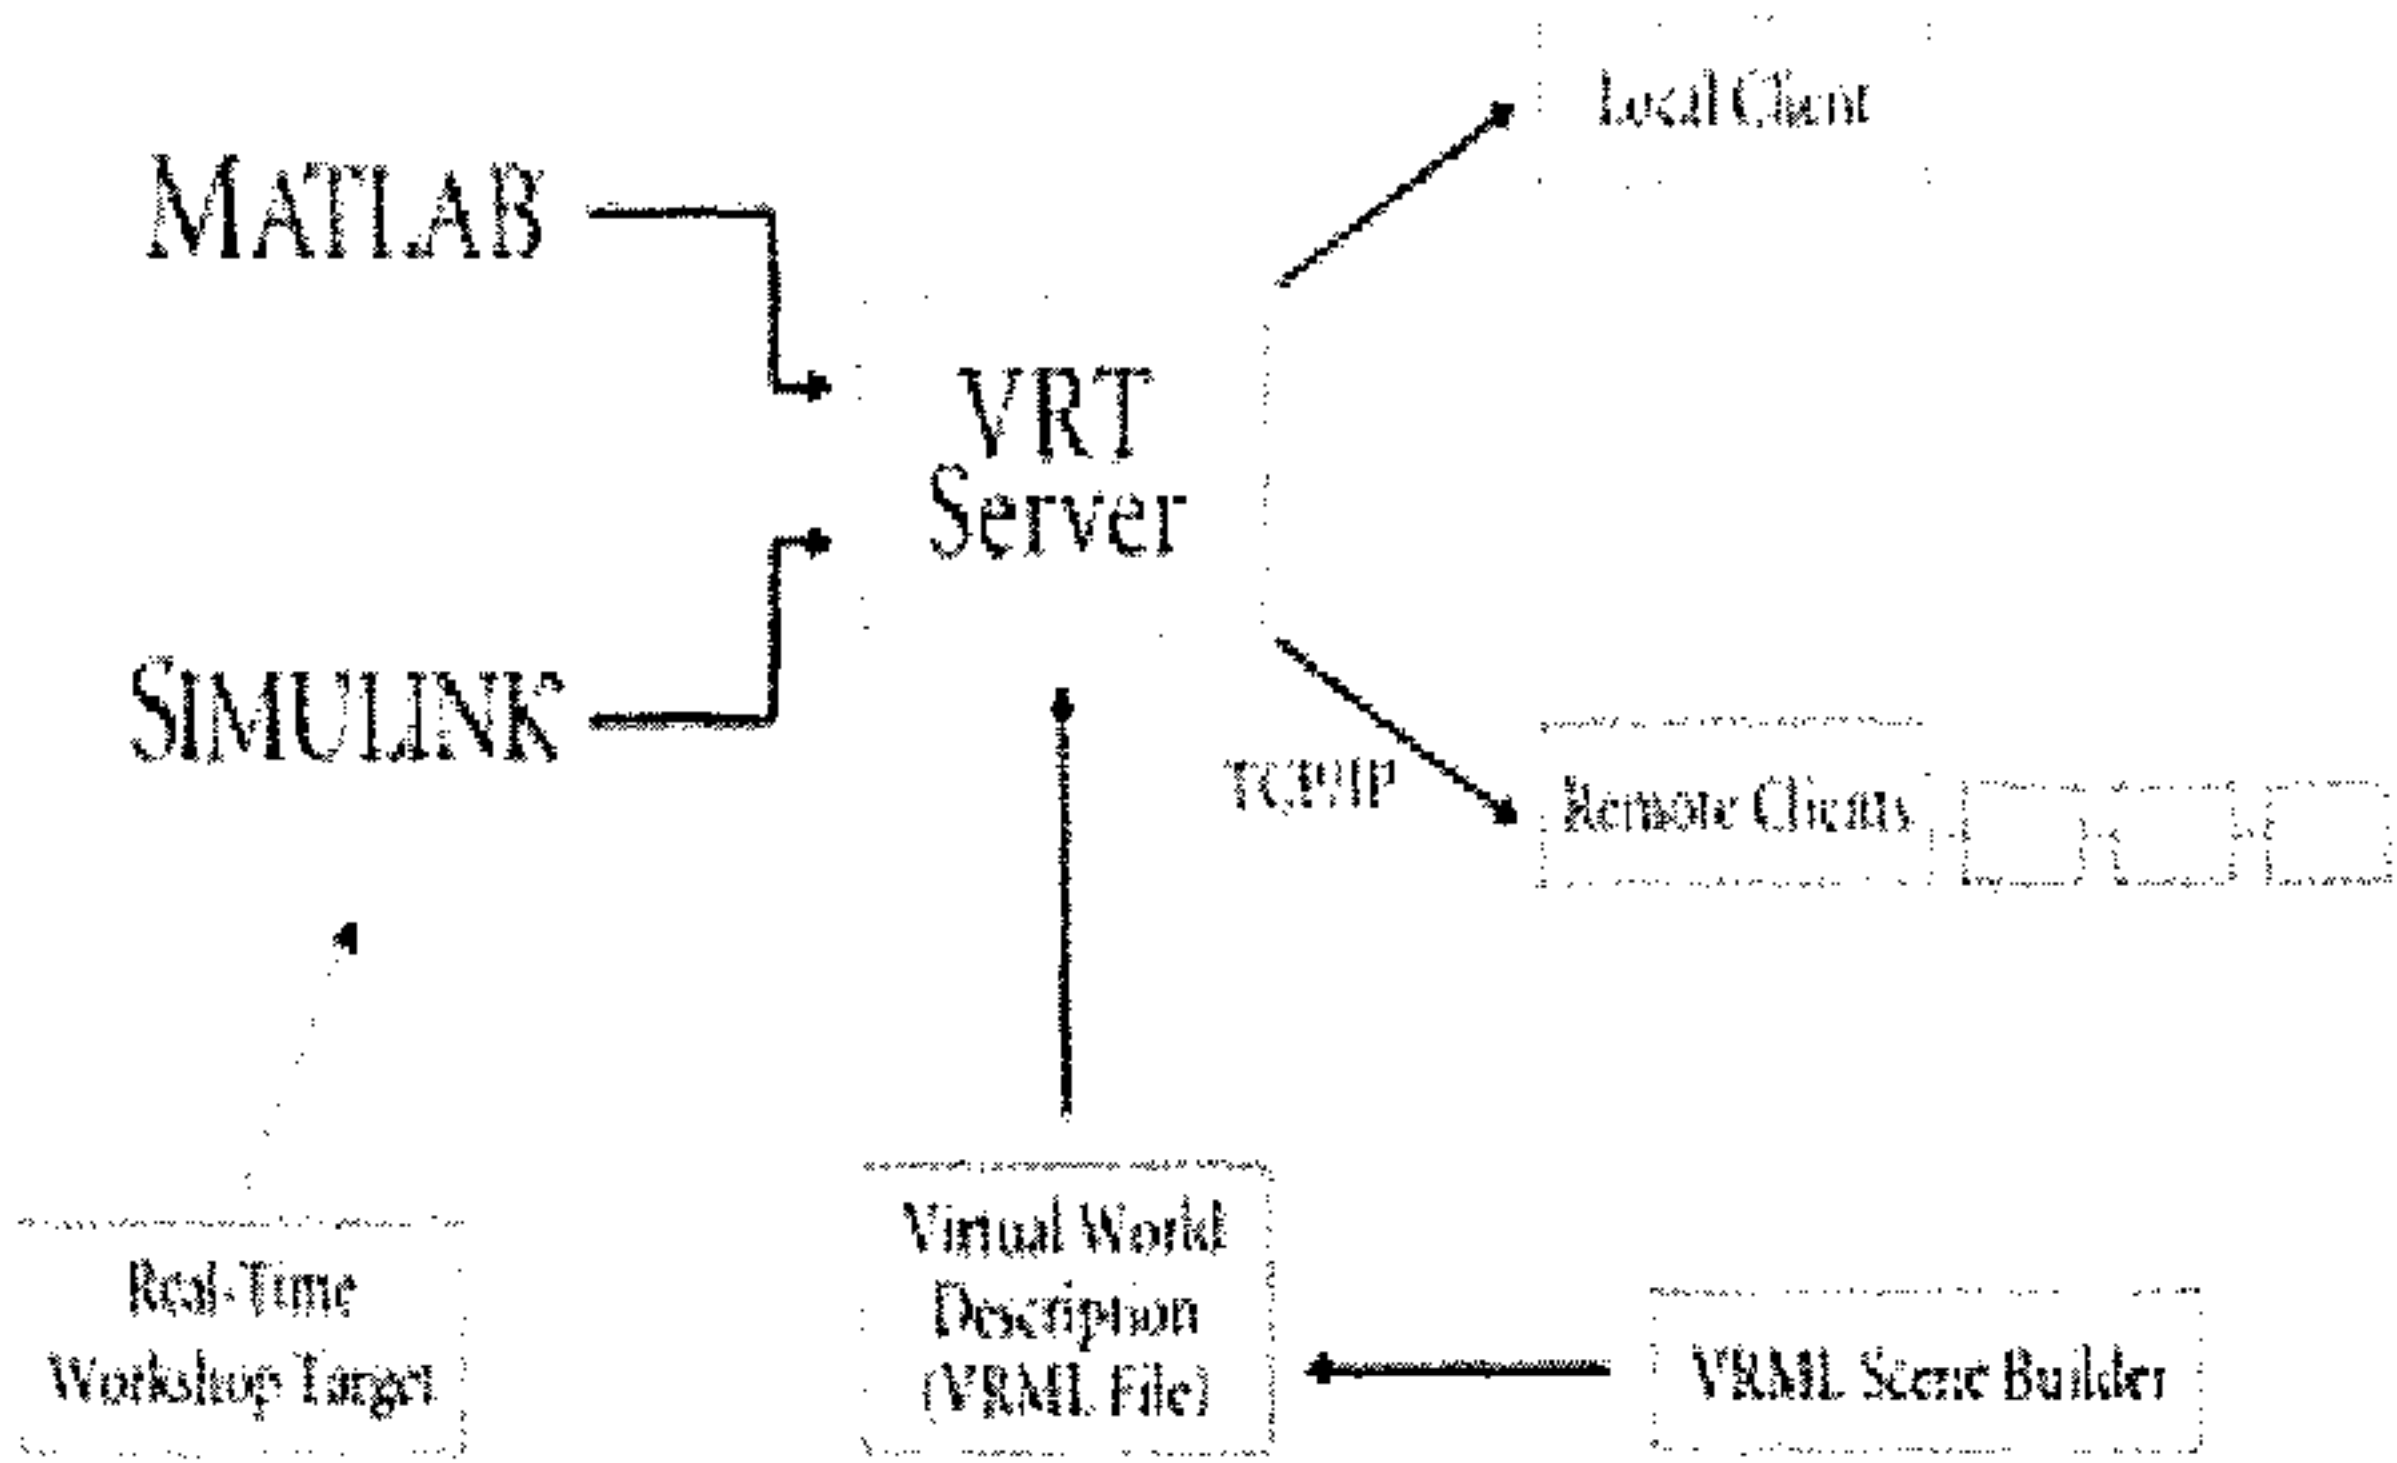 Local Client
MATLAB
VRT
Server
SIMULINK
TCP/IP
Remote Clients
Virtual World
Description
(VRML File)
Real-Time
Workshop Target
VRML Scene Builder